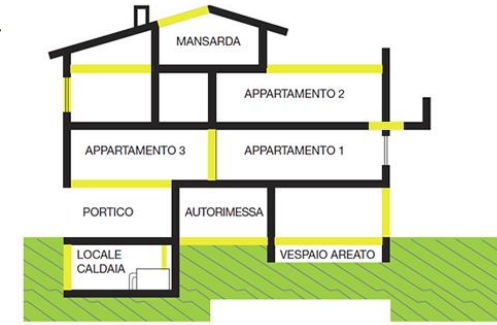 MANSARDA
APPARTAMENTO 2
APPARTAMENTO 3
APPARTAMENTO 1
PORTICO
AUTORIMESSA
LOCALE
CALDAIA
VESPAIO AREATO